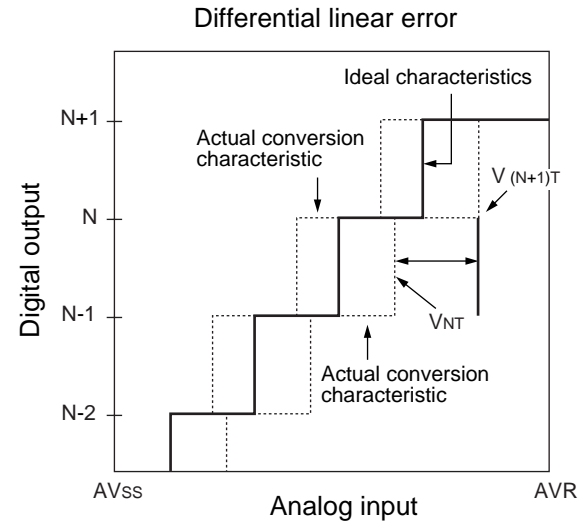 Differential linear error
Ideal characteristics
N+1
Actual conversion
characteristic
V (N+1)T
N
Digital output
N-1
VNT
Actual conversion
characteristic
N-2
AVss
AVR
Analog input